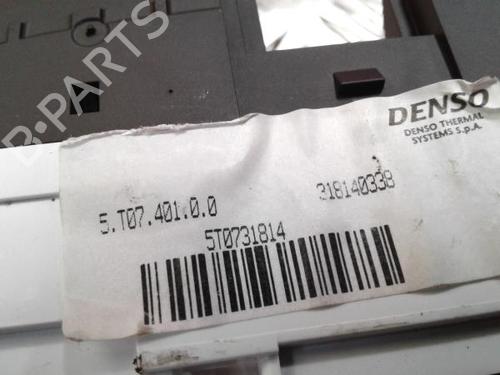 B-PARTS
DENSO
DENSO THERMAL
SYSTEMS S.p.A.
5.T07.401.0.0
318140338
5T0731814